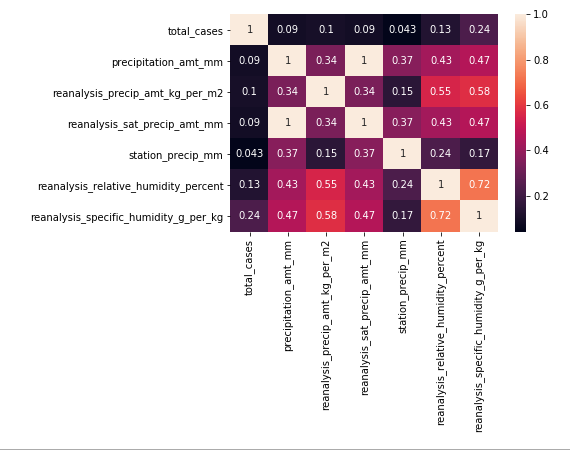 total_cases 1 0.09 0.1 0.09 0.043 0.13 0.24
precipitation_amt_mm 0.09 1 0.34 1 0.37 0.43 0.47
reanalysis_precip_amt_kg_per_m2 0.1 0.34 1 0.34 0.15 0.55 0.58
reanalysis_sat_precip_amt_mm 0.09 1 0.34 1 0.37 0.43 0.47
station_precip_mm 0.043 0.37 0.15 0.37 1 0.24 0.17
reanalysis_relative_humidity_percent 0.13 0.43 0.55 0.43 0.24 1 0.72
reanalysis_specific_humidity_g_per_kg 0.24 0.47 0.58 0.47 0.17 0.72 1
total_cases
precipitation_amt_mm
reanalysis_precip_amt_kg_per_m2
reanalysis_sat_precip_amt_mm
station_precip_mm
reanalysis_relative_humidity_percent
reanalysis_specific_humidity_g_per_kg
1.0
0.8
0.6
0.4
0.2